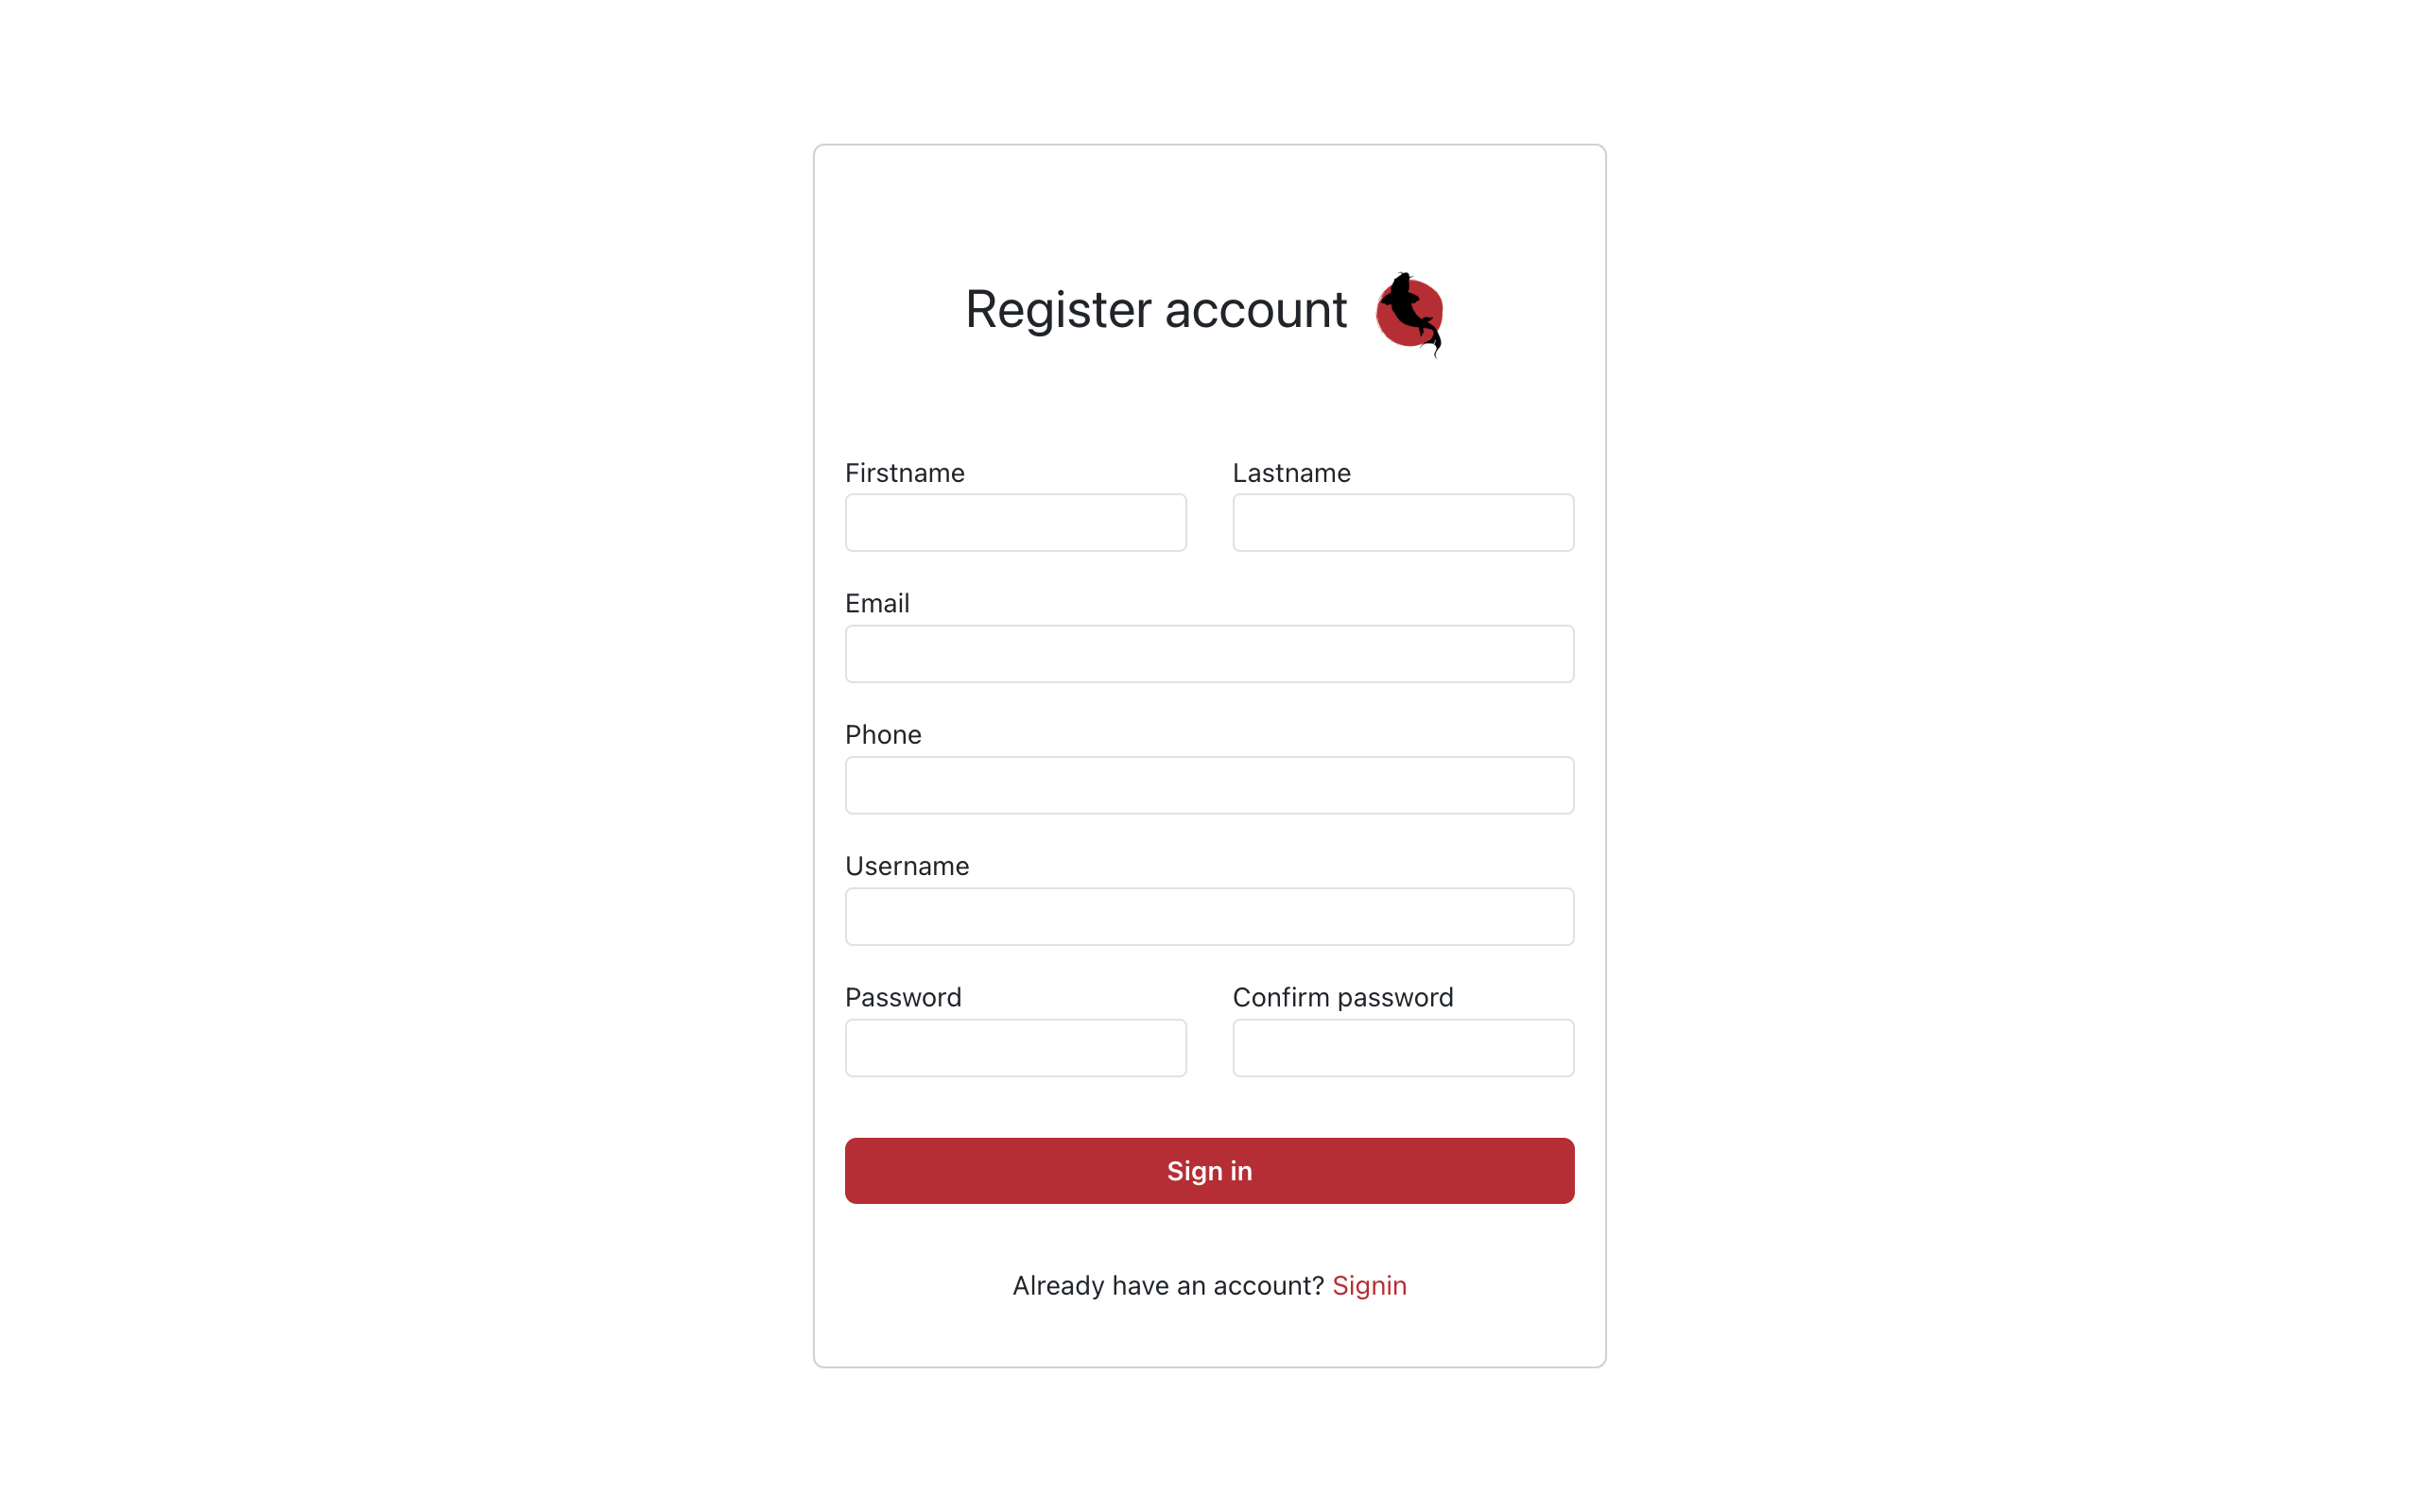 Register account
Firstname Lastname
Email
Phone
Username
Password Confirm password
Sign in
Already have an account? Signin